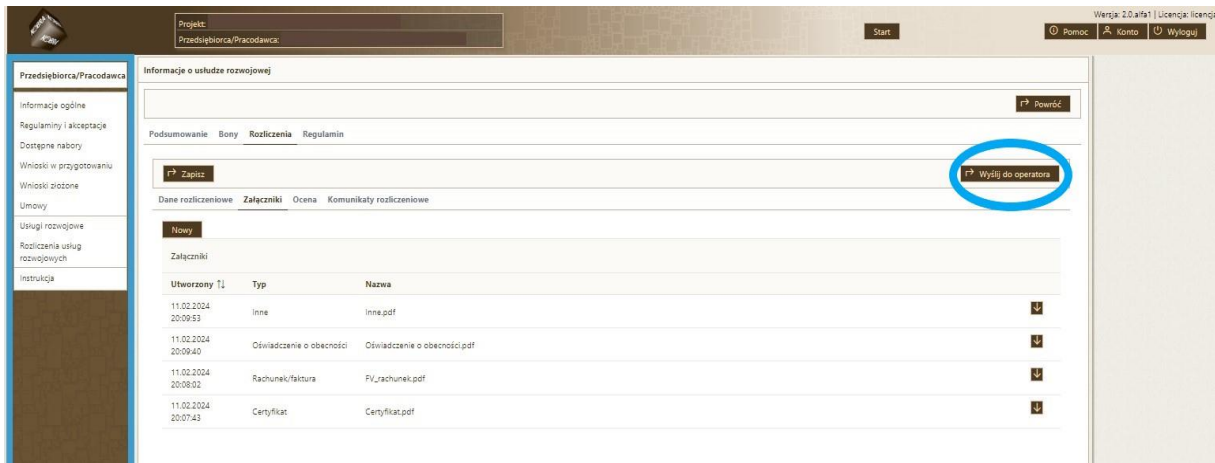 Wersja: 2.0.alfa1 | Licencja: licencja
Projekt:
Przedsiębiorca/Pracodawca:
Start
Pomoc Konto Wyloguj
Przedsiębiorca/Pracodawca
Informacje ogólne
Regulaminy i akceptacje
Dostępne nabory
Wnioski w przygotowaniu
Wnioski złożone
Umowy
Usługi rozwojowe
Rozliczenia usług
rozwojowych
Instrukcja
Informacje o usłudze rozwojowej
Powróć
Podsumowanie Bony Rozliczenia Regulamin
Zapisz Wyślij do operatora
Dane rozliczeniowe Załączniki Ocena Komunikaty rozliczeniowe
Nowy
Załączniki
Utworzony Typ Nazwa
11.02.2024
20:09:53 Inne Inne.pdf
11.02.2024
20:09:40 Oświadczenie o obecności Oświadczenie o obecności.pdf
11.02.2024
20:08:02 Rachunek/faktura FV_rachunek.pdf
11.02.2024
20:07:43 Certyfikat Certyfikat.pdf